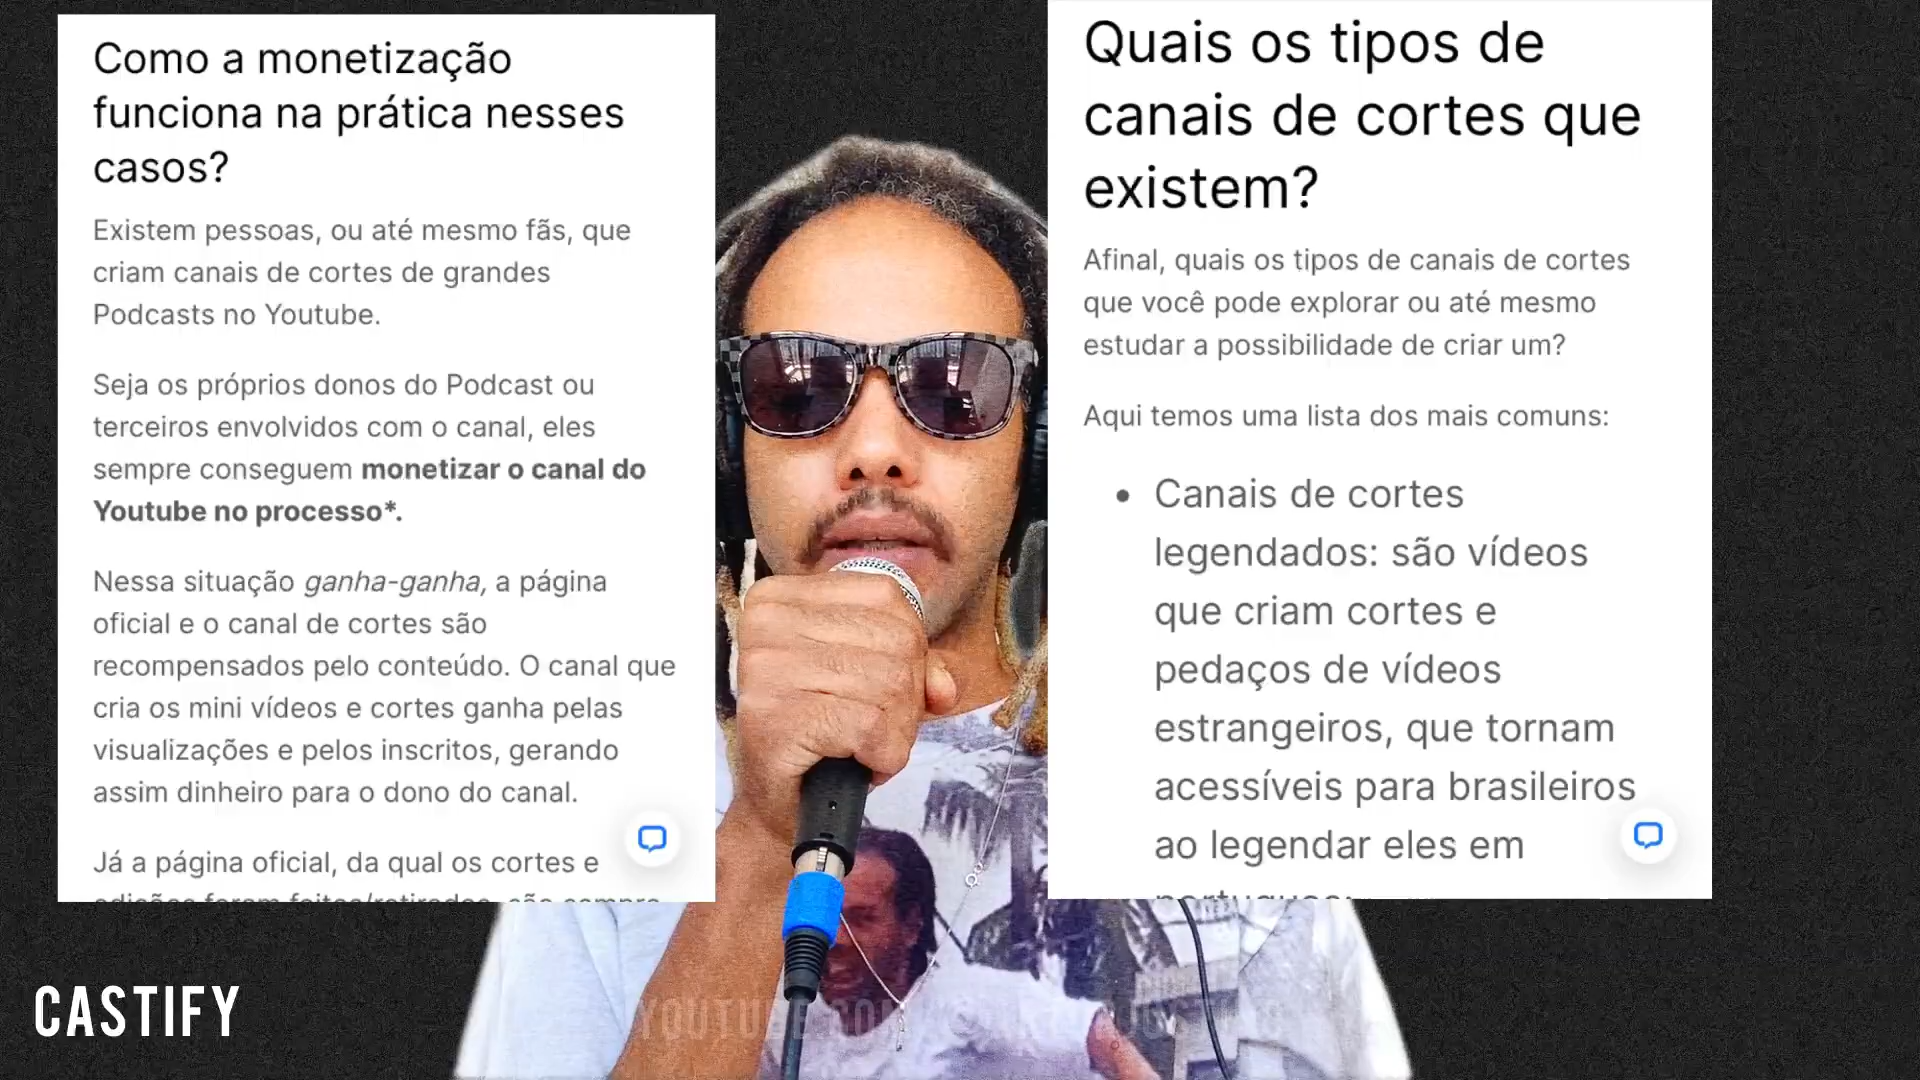 Como a monetização
funciona na prática nesses
casos?
Existem pessoas, ou até mesmo fãs, que
criam canais de cortes de grandes
Podcasts no Youtube.
Seja os próprios donos do Podcast ou
terceiros envolvidos com o canal, eles
sempre conseguem monetizar o canal do
Youtube no processo*.
Nessa situação ganha-ganha, a página
oficial e o canal de cortes são
recompensados pelo conteúdo. O canal que
cria os mini vídeos e cortes ganha pelas
visualizações e pelos inscritos, gerando
assim dinheiro para o dono do canal.
Já a página oficial, da qual os cortes e
Quais os tipos de
canais de cortes que
existem?
Afinal, quais os tipos de canais de cortes
que você pode explorar ou até mesmo
estudar a possibilidade de criar um?
Aqui temos uma lista dos mais comuns:
• Canais de cortes
legendados: são vídeos
que criam cortes e
pedaços de vídeos
estrangeiros, que tornam
acessíveis para brasileiros
ao legendar eles em
CASTIFY